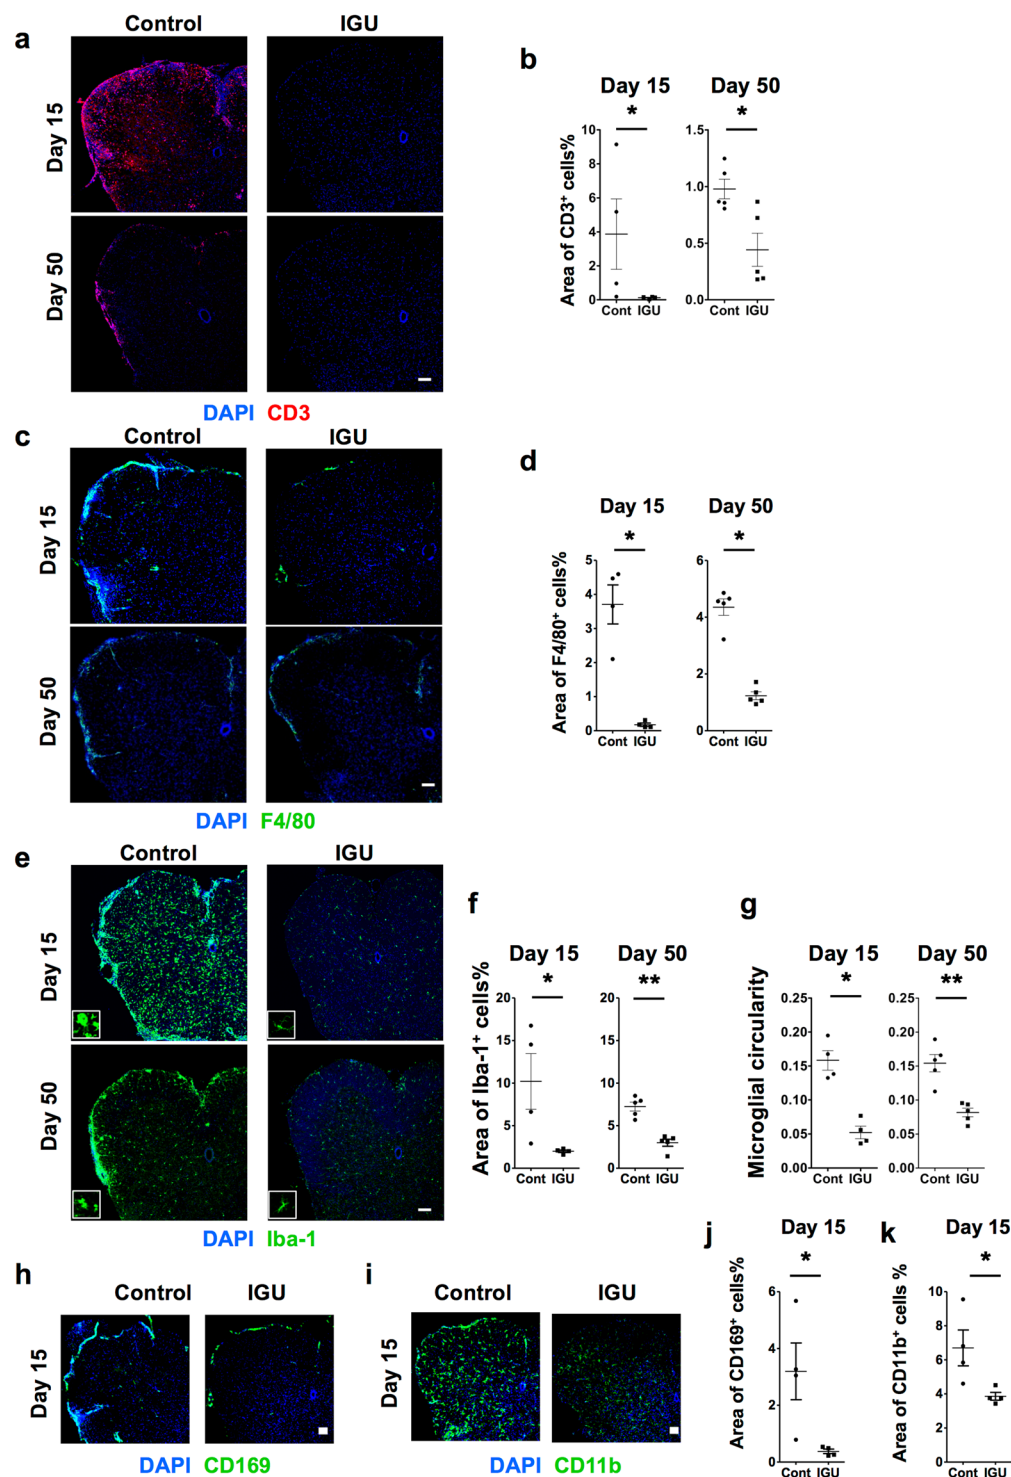 a
Control IGU
Day 15
Day 50
DAPI CD3
b
Day 15 Day 50
* *
Area of CD3+ cells%
10
8
6
4
2
0
Cont IGU
1.5
1.0
0.5
0.0
Cont IGU
c
Control IGU
Day 15
Day 50
DAPI F4/80
d
Day 15 Day 50
* *
Area of F4/80+ cells%
5
4
3
2
1
0
Cont IGU
6
4
2
0
Cont IGU
e
Control IGU
Day 15
Day 50
DAPI Iba-1
f
Day 15 Day 50
* **
Area of Iba-1+ cells%
20
15
10
5
0
Cont IGU
20
15
10
5
0
Cont IGU
g
Day 15 Day 50
* **
Microglial circularity
0.25
0.20
0.15
0.10
0.05
0.00
Cont IGU
0.25
0.20
0.15
0.10
0.05
0.00
Cont IGU
h
Control IGU
Day 15
DAPI CD169
i
Control IGU
Day 15
DAPI CD11b
j
Day 15
*
Area of CD169+ cells%
6
4
2
0
Cont IGU
k
Day 15
*
Area of CD11b+ cells %
10
8
6
4
2
0
Cont IGU